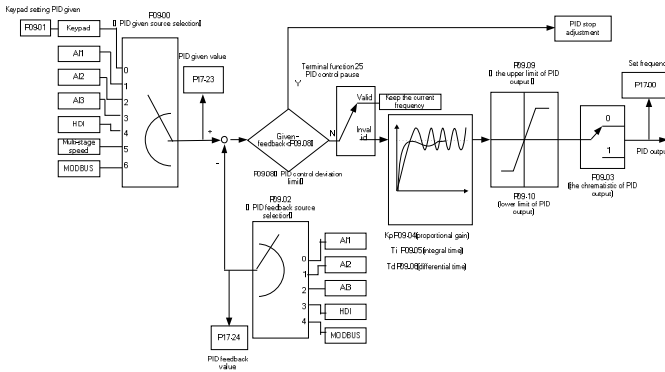 Keypad setting PID given
P09.01
Keypad
AI1
AI2
AI3
HDI
Multi-stage
speed
MODBUS
P09.00
PID given source selection
0
1
2
3
4
5
6
PID given value
P17-23
+
-
Given-
feedback<P09.08
Y
N
P09.08 PID control deviation
limit
Terminal function 25
PID control pause
Valid
Inval
id
Keep the current
frequency
PID stop
adjustment
Kp P09.04(proportional gain)
Ti P09.05(integral time)
Td P09.06(differential time)
P09.09
the upper limit of PID
output
P09-10
(lower limit of PID
output)
0
1
P09.03
(the chrmatistic of PID
output)
Set frequency
P17.00
PID output
P09.02
PID feedback source
selection
0
1
2
3
4
AI1
AI2
AI3
HDI
MODBUS
P17-24
PID feedback
value